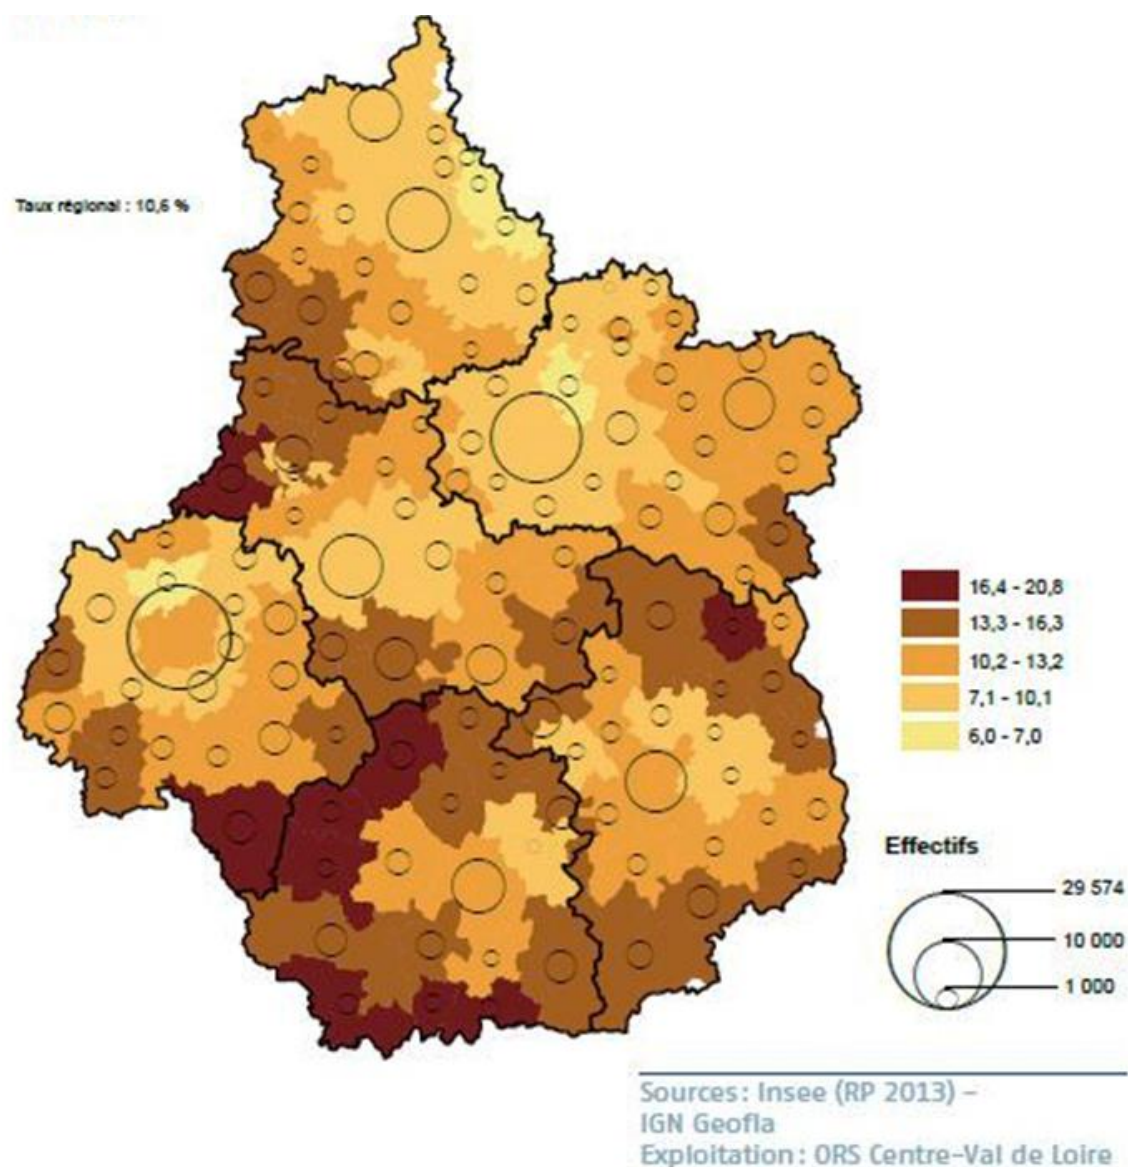 Taux régional : 10,6 %
16,4 - 20,8
13,3 - 16,3
10,2 - 13,2
7,1 - 10,1
6,0 - 7,0
Effectifs
29 574
10 000
1 000
Sources : Insee (RP 2013) –
IGN Geofla
Exploitation : ORS Centre-Val de Loire